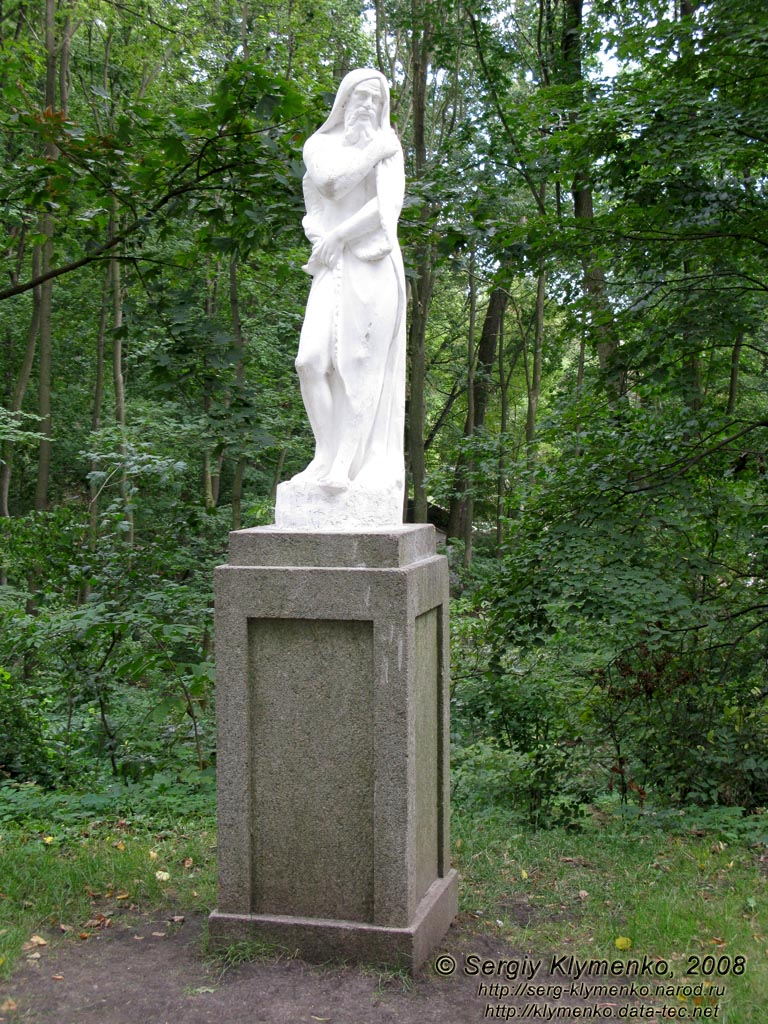 © Sergiy Klymenko, 2008
http://serg-klymenko.narod.ru
http://klymenko.data-tec.net